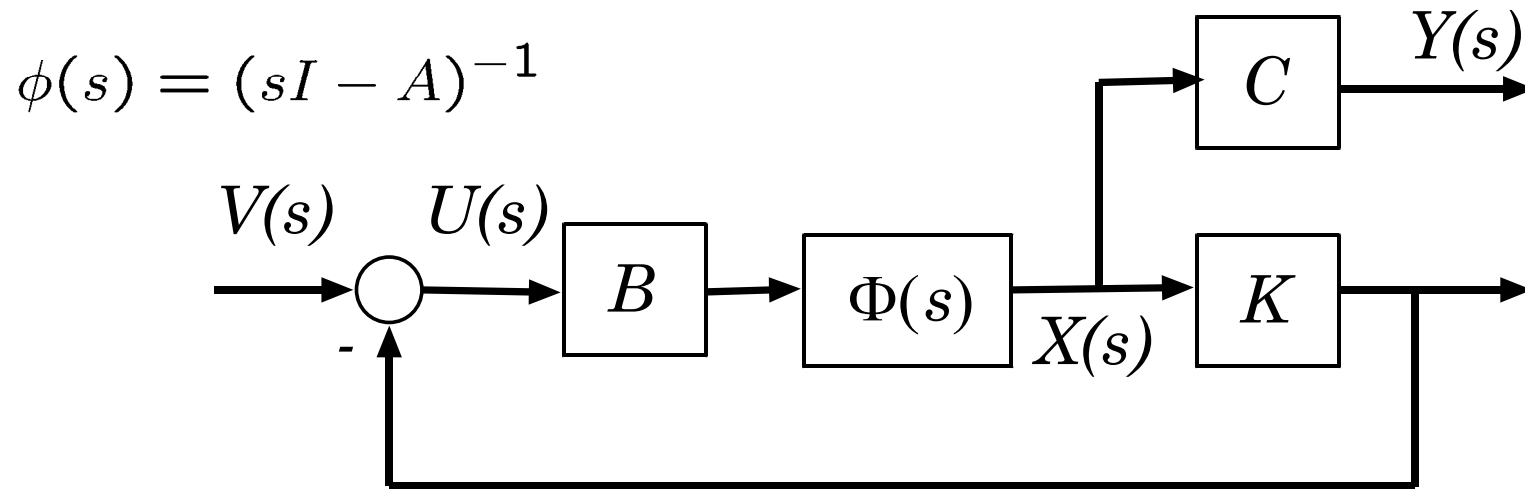 ϕ(s) = (sI − A)⁻¹
Y(s)
C
V(s)
U(s)
B
Φ(s)
X(s)
K
-